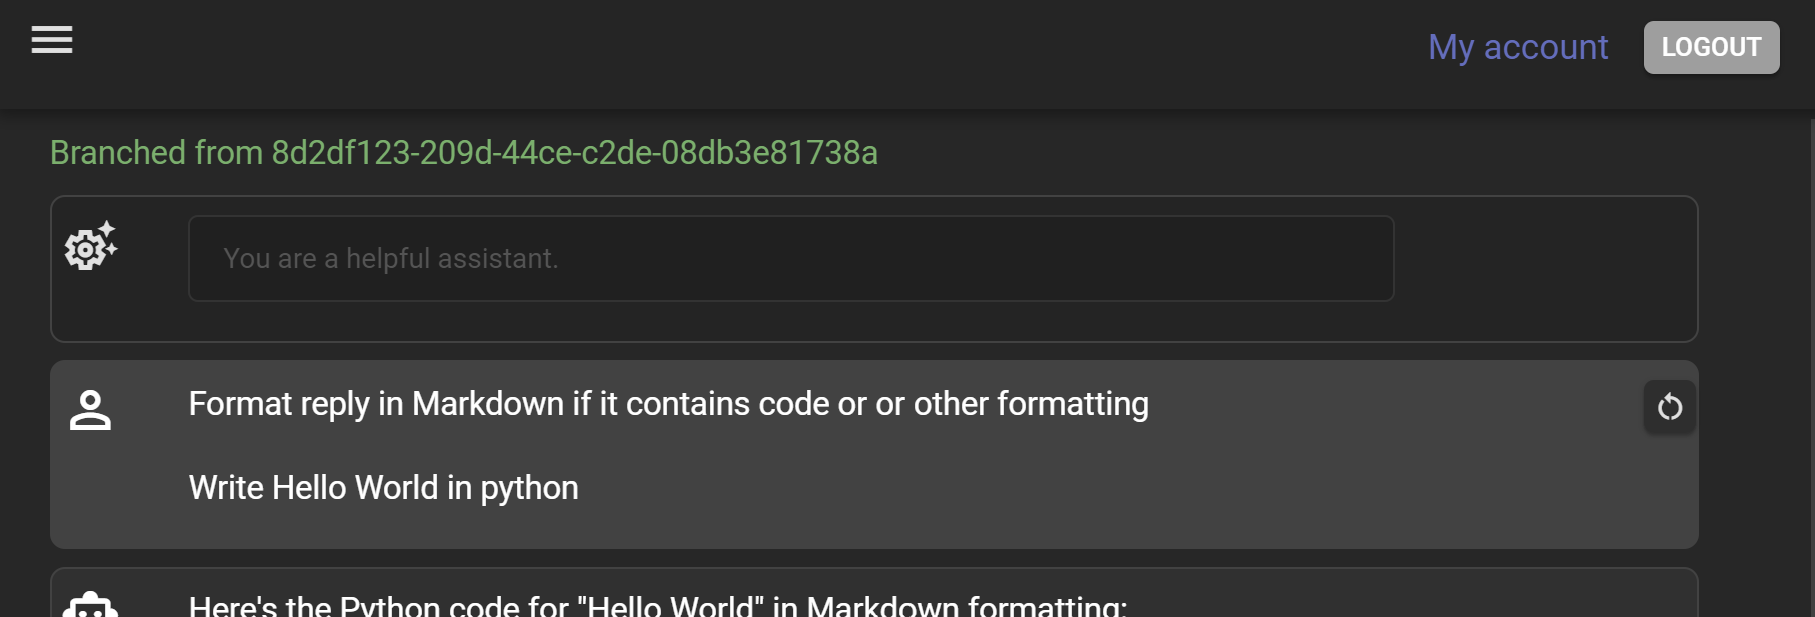 My account
LOGOUT
Branched from 8d2df123-209d-44ce-c2de-08db3e81738a
You are a helpful assistant.
Format reply in Markdown if it contains code or or other formatting
Write Hello World in python
Here's the Python code for "Hello World" in Markdown formatting: